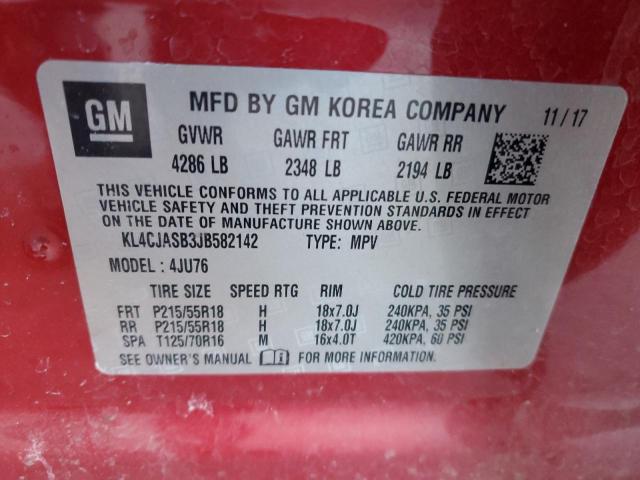 GM MFD BY GM KOREA COMPANY 11/17
GVWR GAWR FRT GAWR RR
4286 LB 2348 LB 2194 LB
THIS VEHICLE CONFORMS TO ALL APPLICABLE U.S. FEDERAL MOTOR
VEHICLE SAFETY AND THEFT PREVENTION STANDARDS IN EFFECT
ON THE DATE OF MANUFACTURE SHOWN ABOVE.
KL4CJASB3JB582142 TYPE: MPV
MODEL : 4JU76
TIRE SIZE SPEED RTG RIM COLD TIRE PRESSURE
FRT P215/55R18 H 18x7.0J 240KPA, 35 PSI
RR P215/55R18 H 18x7.0J 240KPA, 35 PSI
SPA T125/70R16 M 16x4.0T 420KPA, 60 PSI
SEE OWNER'S MANUAL FOR MORE INFORMATION.